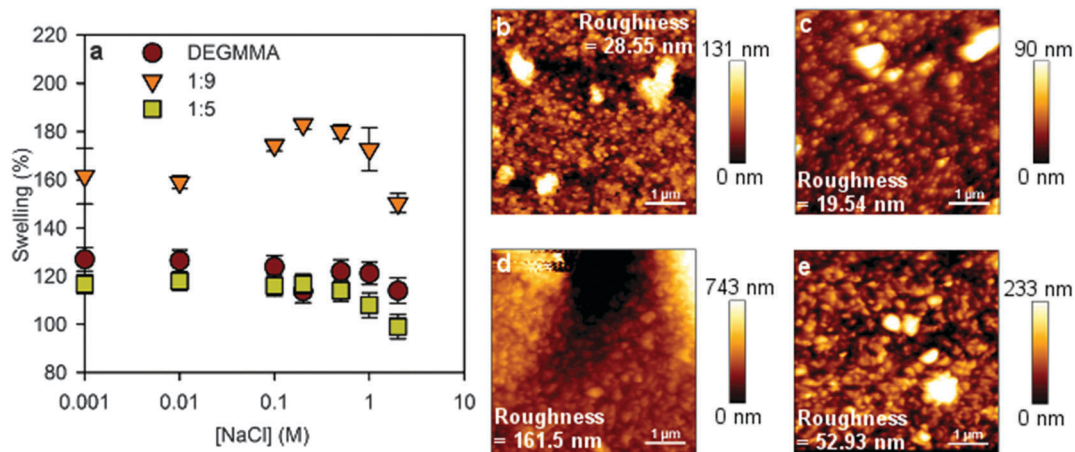 a
DEGMMA
1:9
1:5
220
200
180
160
140
120
100
80
Swelling (%)
0.001
0.01
0.1
1
10
[NaCl] (M)
b
Roughness
= 28.55 nm
1 µm
131 nm
0 nm
c
Roughness
= 19.54 nm
1 µm
90 nm
0 nm
d
Roughness
= 161.5 nm
1 µm
743 nm
0 nm
e
Roughness
= 52.93 nm
1 µm
233 nm
0 nm